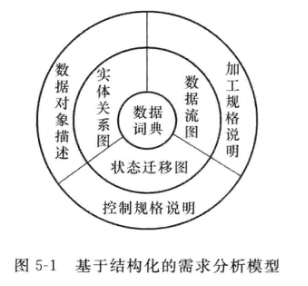 数据对象描述
实体关系图
数据
词典
数据流图
加工规格说明
状态迁移图
控制规格说明
图 5-1 基于结构化的需求分析模型